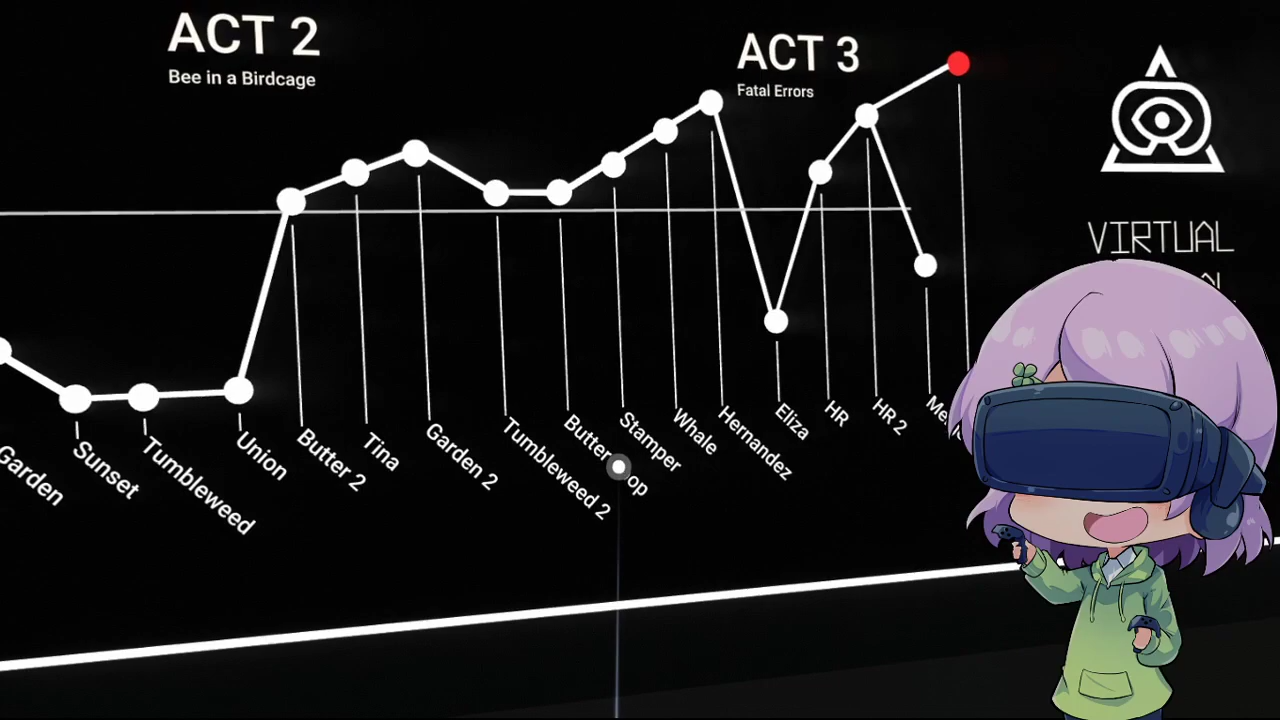 ACT 2
Bee in a Birdcage
ACT 3
Fatal Errors
VIRTUAL
Garden
Sunset
Tumbleweed
Union
Butter 2
Tina
Garden 2
Tumbleweed 2
Stamper
Whale
Hernandez
Eliza
HR
HR 2